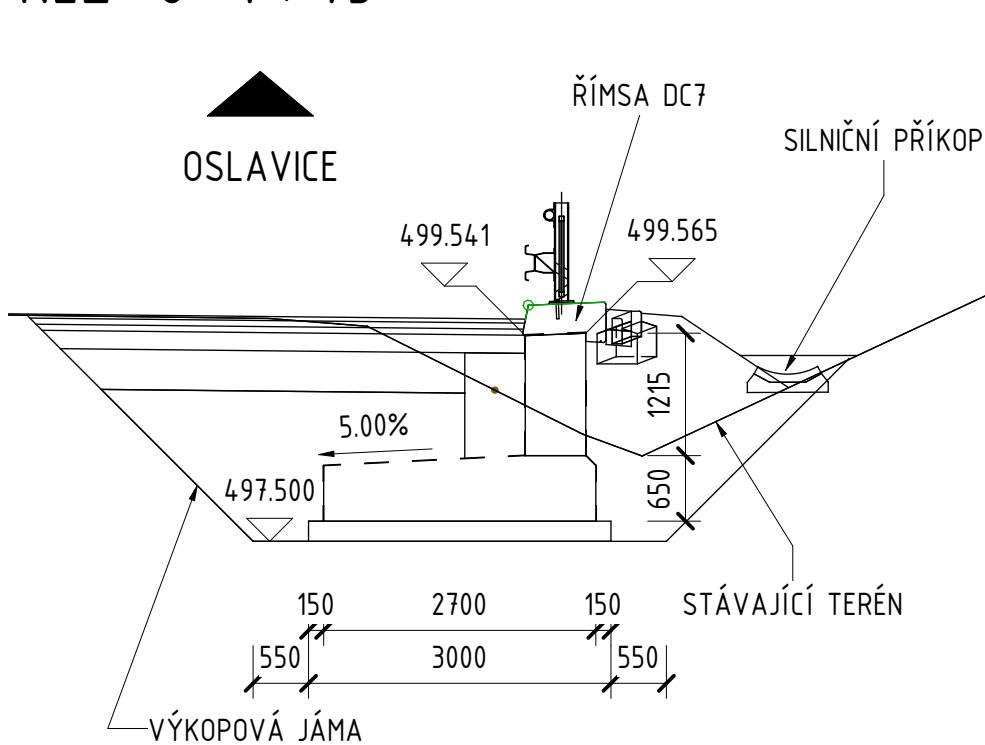 ŘÍMSA DC7
SILNIČNÍ PŘÍKOP
OSLAVICE
499.541
499.565
5.00%
1215
497.500
650
150
2700
150
STÁVAJÍCÍ TERÉN
550
3000
550
VÝKOPOVÁ JÁMA